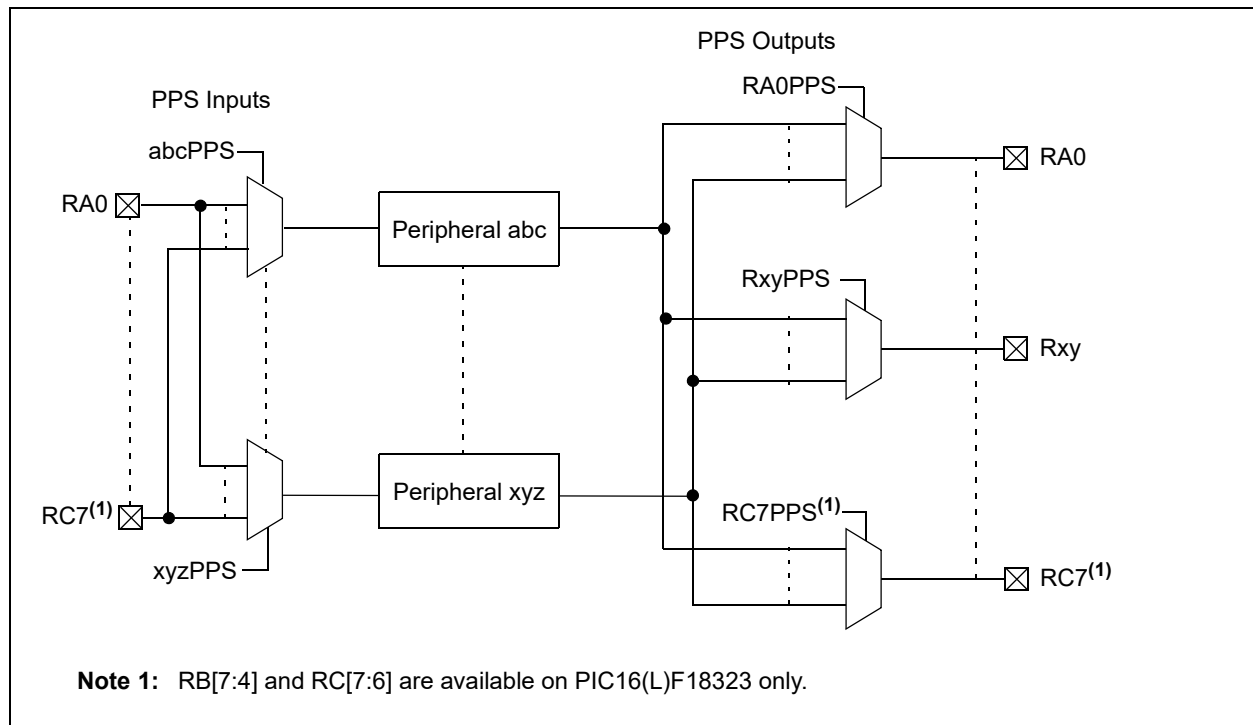 PPS Outputs
RA0PPS
PPS Inputs
abcPPS
RA0
RA0
Peripheral abc
RxyPPS
Rxy
Peripheral xyz
RC7(1)
RC7PPS(1)
xyzPPS
RC7(1)
Note 1: RB[7:4] and RC[7:6] are available on PIC16(L)F18323 only.